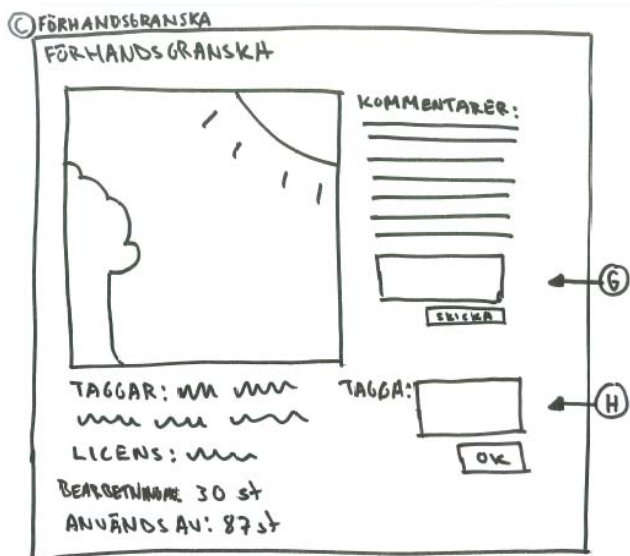 C FÖRHANDSGRANSKA
FÖRHANDSGRANSKA
KOMMENTARER:
G
SKICKA
TAGGAR:
TAGGA:
H
LICENS:
OK
BEARBETNINGAR: 30 st
ANVÄNDS AV: 87 st